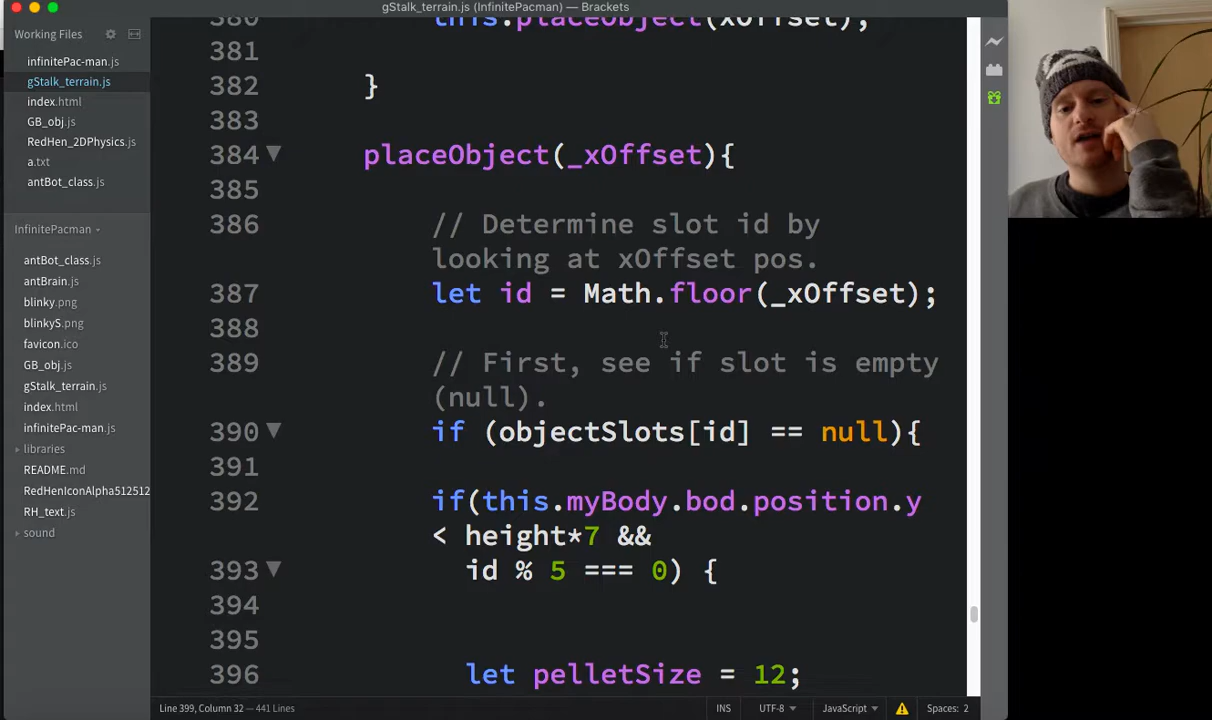 gStalk_terrain.js (InfinitePacman) — Brackets
Working Files
infinitePac-man.js
gStalk_terrain.js
index.html
GB_obj.js
RedHen_2DPhysics.js
a.txt
antBot_class.js
InfinitePacman
antBot_class.js
antBrain.js
blinky.png
blinkyS.png
favicon.ico
GB_obj.js
gStalk_terrain.js
index.html
infinitePac-man.js
libraries
README.md
RedHenIconAlpha512512
RH_text.js
sound
380 this.placeObject(xOffset);
381
382 }
383
384 placeObject(_xOffset){
385
386 // Determine slot id by
looking at xOffset pos.
387 let id = Math.floor(_xOffset);
388
389 // First, see if slot is empty
(null).
390 if (objectSlots[id] == null){
391
392 if(this.myBody.bod.position.y
< height*7 &&
393 id % 5 === 0) {
394
395
396 let pelletSize = 12;
Line 399, Column 32 — 441 Lines
INS
UTF-8
JavaScript
Spaces: 2